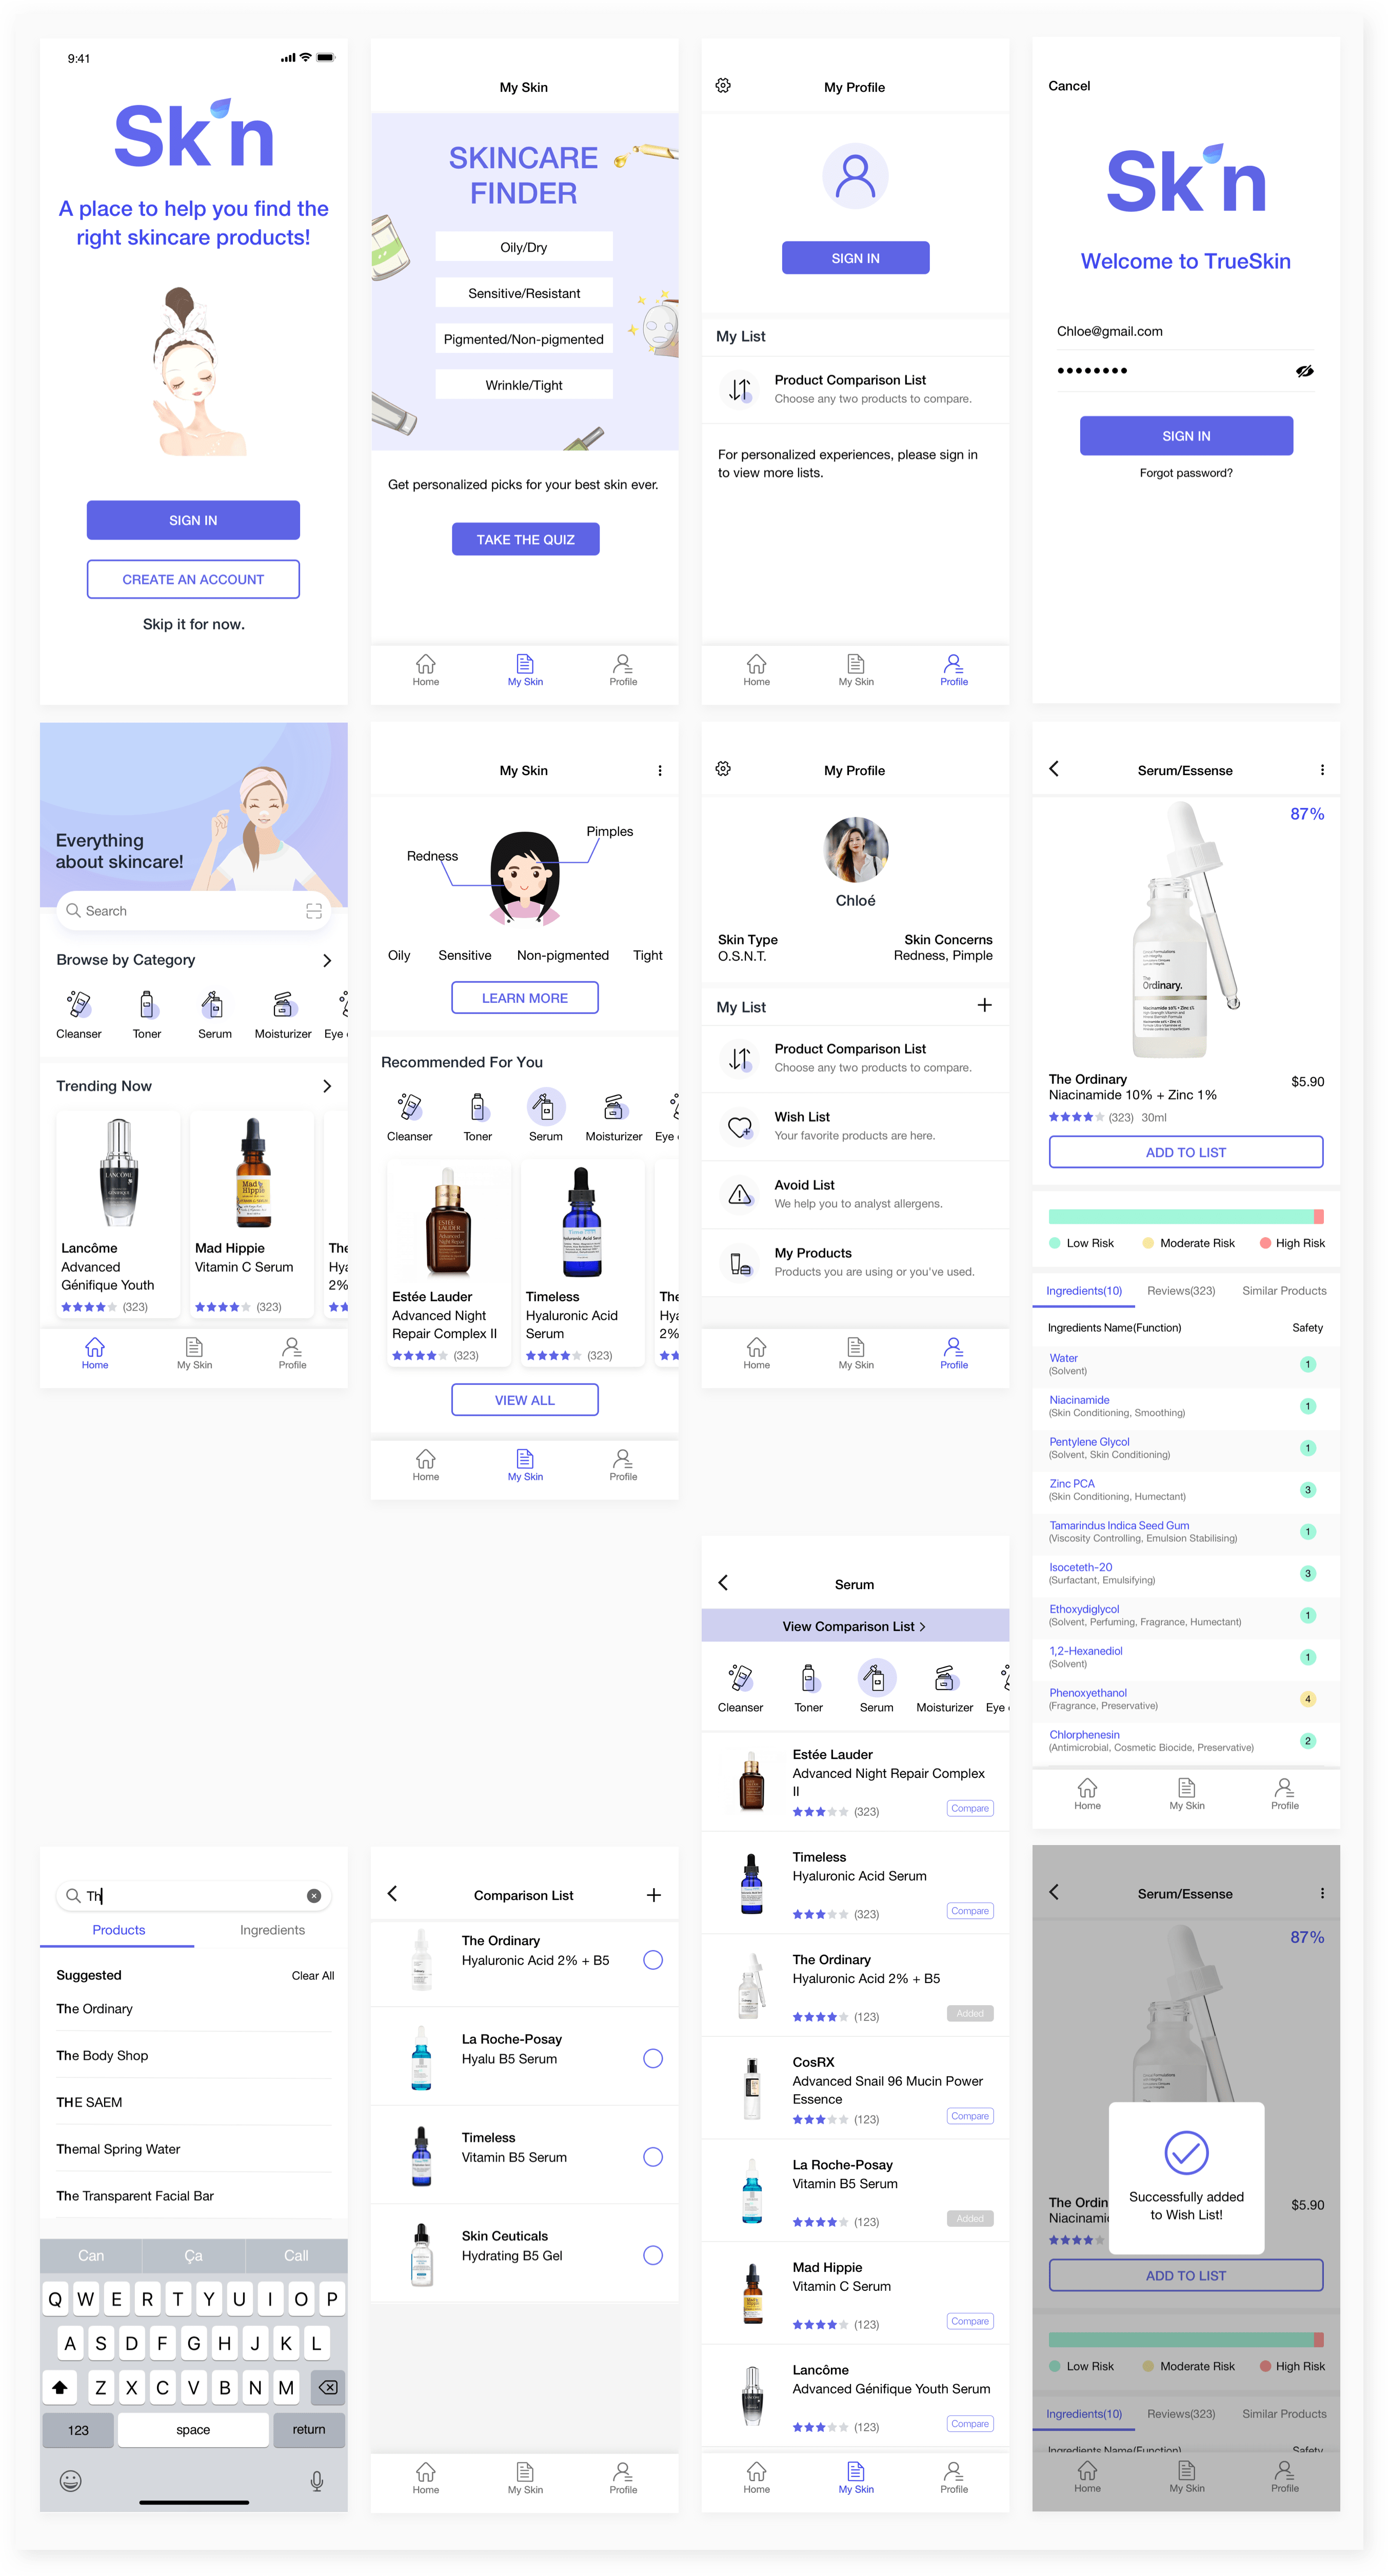 9:41
Sk'n
A place to help you find the
right skincare products!
SIGN IN
CREATE AN ACCOUNT
Skip it for now.
My Skin
SKINCARE
FINDER
Oily/Dry
Sensitive/Resistant
Pigmented/Non-pigmented
Wrinkle/Tight
Get personalized picks for your best skin ever.
TAKE THE QUIZ
Home My Skin Profile
My Profile
SIGN IN
My List
Product Comparison List
Choose any two products to compare.
For personalized experiences, please sign in
to view more lists.
Home My Skin Profile
Cancel
Sk'n
Welcome to TrueSkin
Chloe@gmail.com
SIGN IN
Forgot password?
Everything
about skincare!
Search
Browse by Category
Cleanser Toner Serum Moisturizer Eye
Trending Now
LANCÔME
GÉNIFIQUE
Mad Hippie
Lancôme
Advanced
Génifique Youth
(323)
Mad Hippie
Vitamin C Serum
(323)
The
Hya
2%
Home My Skin Profile
My Skin
Pimples
Redness
Oily Sensitive Non-pigmented Tight
LEARN MORE
Recommended For You
Cleanser Toner Serum Moisturizer Eye
ESTĒE
LAUDER
Advanced
Night Repair
Timeless
Hyaluronic Acid Serum
Estée Lauder
Advanced Night
Repair Complex II
(323)
Timeless
Hyaluronic Acid
Serum
(323)
The
Hya
2%
VIEW ALL
Home My Skin Profile
My Profile
Chloé
Skin Type
O.S.N.T.
Skin Concerns
Redness, Pimple
My List
Product Comparison List
Choose any two products to compare.
Wish List
Your favorite products are here.
Avoid List
We help you to analyst allergens.
My Products
Products you are using or you've used.
Home My Skin Profile
Serum/Essense
87%
The
Ordinary.
Niacinamide 10% + Zinc 1%
The Ordinary
$5.90
Niacinamide 10% + Zinc 1%
(323) 30ml
ADD TO LIST
Low Risk Moderate Risk High Risk
Ingredients(10) Reviews(323) Similar Products
Ingredients Name(Function) Safety
Water
(Solvent)
1
Niacinamide
(Skin Conditioning, Smoothing)
1
Pentylene Glycol
(Solvent, Skin Conditioning)
1
Zinc PCA
(Skin Conditioning, Humectant)
3
Tamarindus Indica Seed Gum
(Viscosity Controlling, Emulsion Stabilising)
1
Isoceteth-20
(Surfactant, Emulsifying)
3
Ethoxydiglycol
(Solvent, Perfuming, Fragrance, Humectant)
1
1,2-Hexanediol
(Solvent)
1
Phenoxyethanol
(Fragrance, Preservative)
4
Chlorphenesin
(Antimicrobial, Cosmetic Biocide, Preservative)
2
Home My Skin Profile
Th
Products Ingredients
Suggested Clear All
The Ordinary
The Body Shop
THE SAEM
Themal Spring Water
The Transparent Facial Bar
Can Ça Call
Q W E R T Y U I O P
A S D F G H J K L
Z X C V B N M
123 space return
Comparison List
The Ordinary
Hyaluronic Acid 2% + B5
La Roche-Posay
Hyalu B5 Serum
Timeless
Vitamin B5 Serum
Skin Ceuticals
Hydrating B5 Gel
Home My Skin Profile
Serum
View Comparison List >
Cleanser Toner Serum Moisturizer Eye
Estée Lauder
Advanced Night Repair Complex
II
(323) Compare
Timeless
Hyaluronic Acid Serum
(323) Compare
The Ordinary
Hyaluronic Acid 2% + B5
(123) Added
CosRX
Advanced Snail 96 Mucin Power
Essence
(123) Compare
La Roche-Posay
Vitamin B5 Serum
(123) Added
Mad Hippie
Vitamin C Serum
(123) Compare
Lancôme
Advanced Génifique Youth Serum
(123) Compare
Home My Skin Profile
Serum/Essense
87%
Successfully added
to Wish List!
The Ordin
$5.90
Niacinami
ADD TO LIST
Low Risk Moderate Risk High Risk
Ingredients(10) Reviews(323) Similar Products
Ingredients Name(Function) Safety
Home My Skin Profile